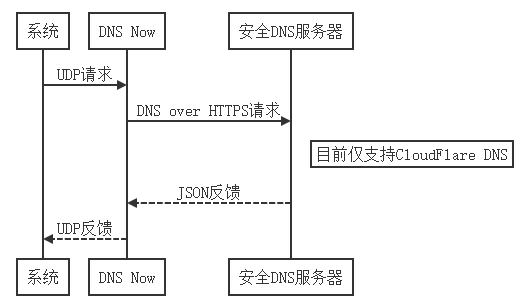 系统
DNS Now
安全DNS服务器
UDP请求
DNS over HTTPS请求
目前仅支持CloudFlare DNS
JSON反馈
UDP反馈
系统
DNS Now
安全DNS服务器